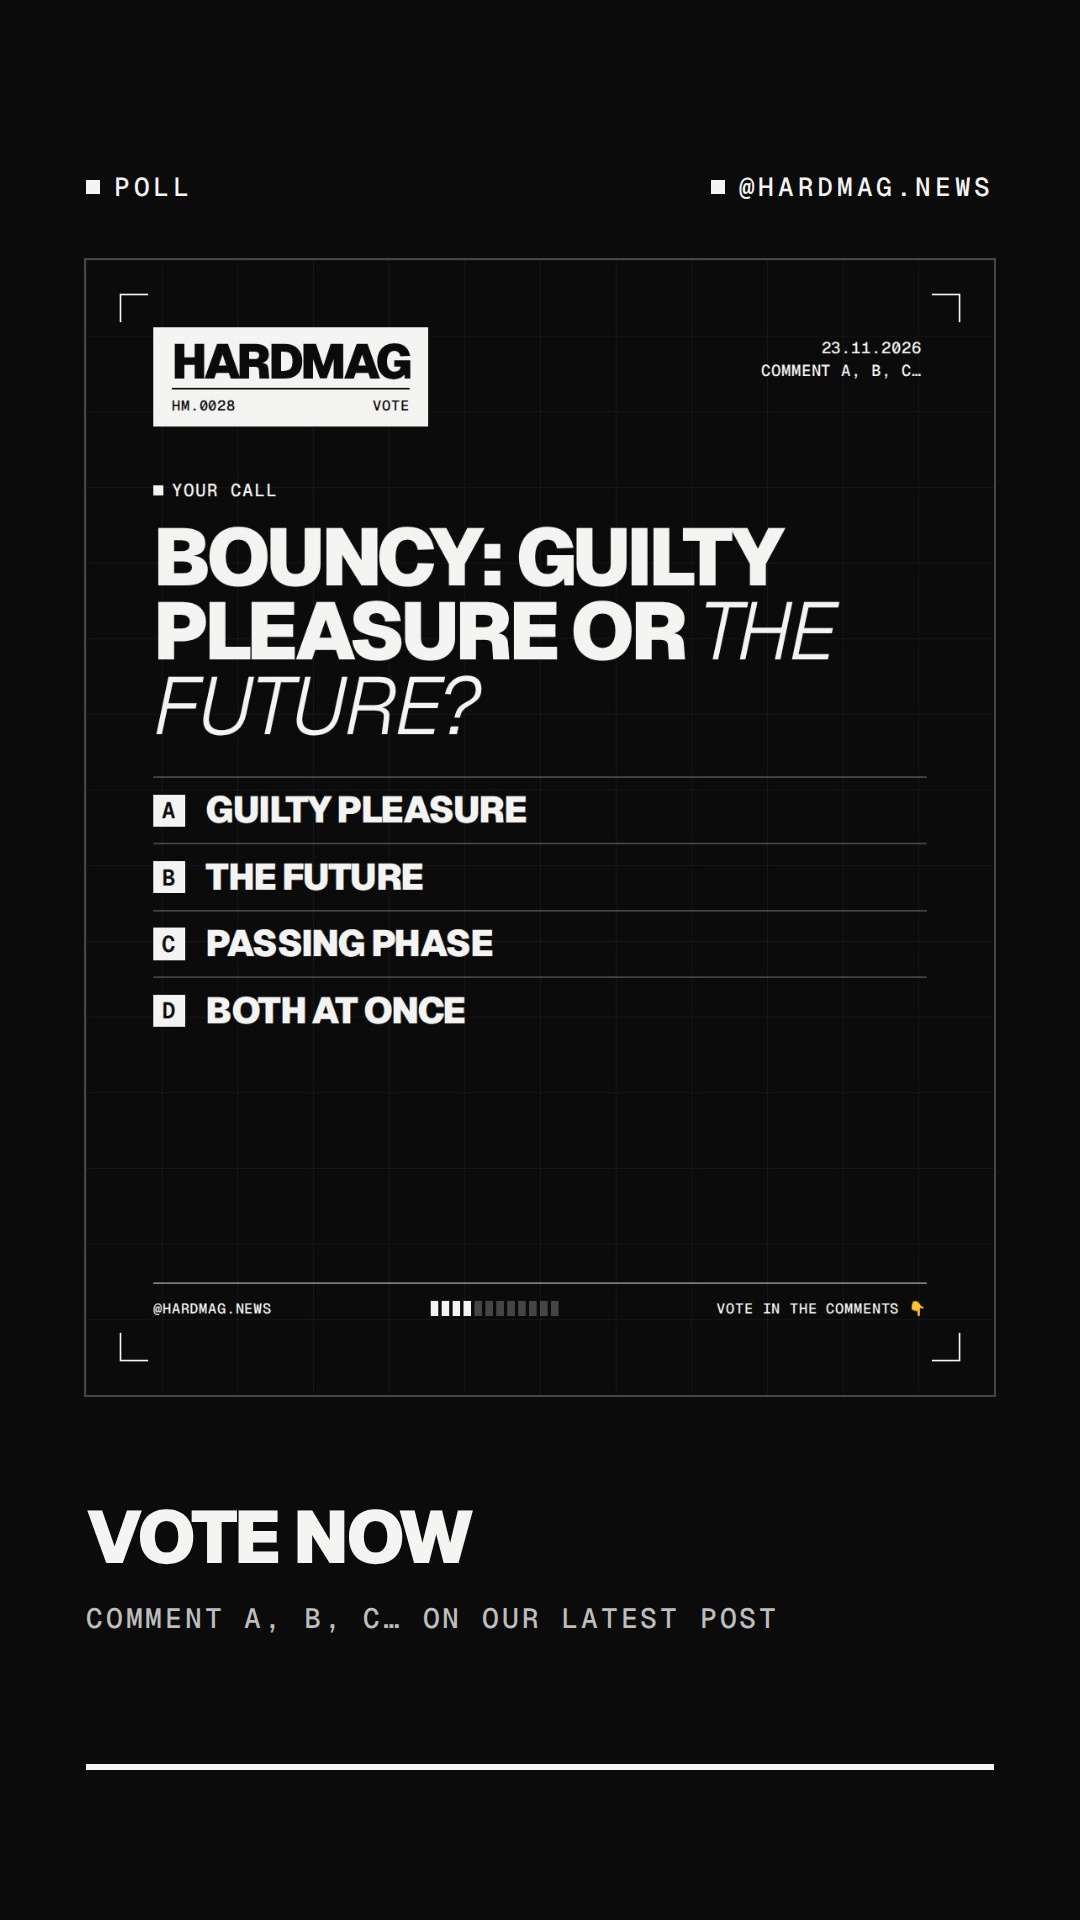 POLL
@HARDMAG.NEWS
HARDMAG
HM.0028 VOTE
23.11.2026
COMMENT A, B, C…
YOUR CALL
BOUNCY: GUILTY
PLEASURE OR THE
FUTURE?
A GUILTY PLEASURE
B THE FUTURE
C PASSING PHASE
D BOTH AT ONCE
@HARDMAG.NEWS
VOTE IN THE COMMENTS 👇
VOTE NOW
COMMENT A, B, C… ON OUR LATEST POST